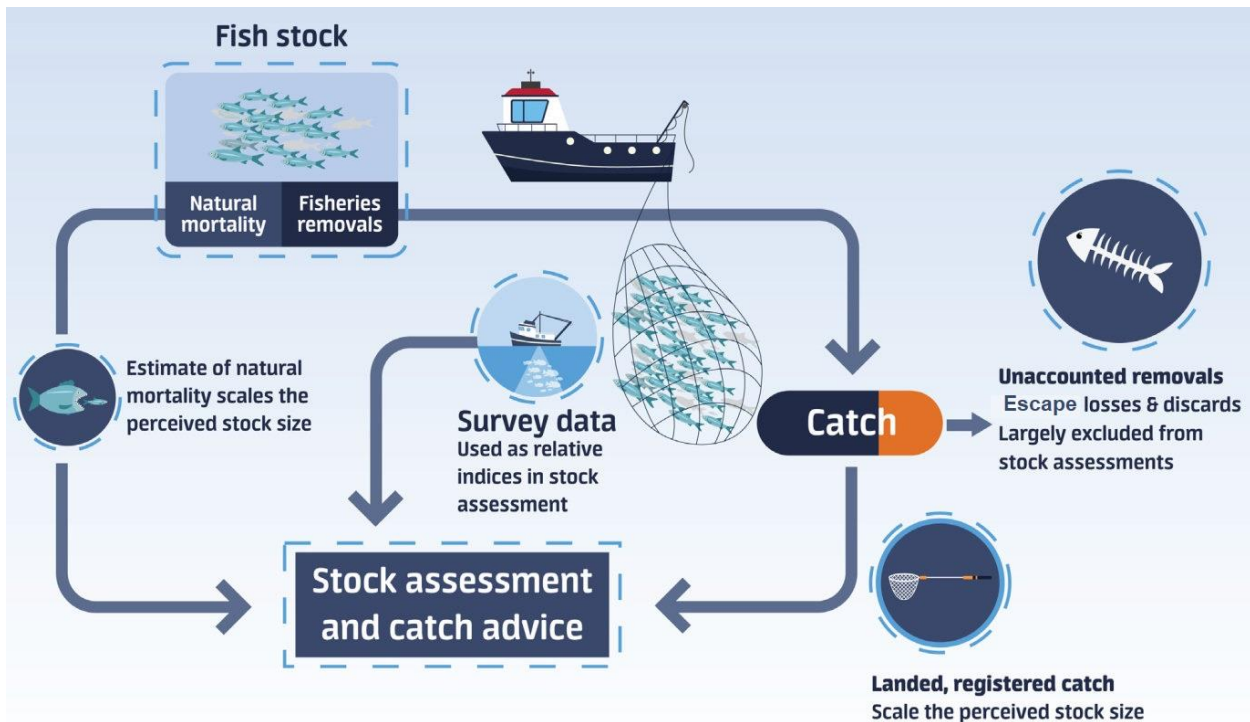 Fish stock
Natural
mortality
Fisheries
removals
Estimate of natural
mortality scales the
perceived stock size
Survey data
Used as relative
indices in stock
assessment
Catch
Unaccounted removals
Escape losses & discards
Largely excluded from
stock assessments
Stock assessment
and catch advice
Landed, registered catch
Scale the perceived stock size